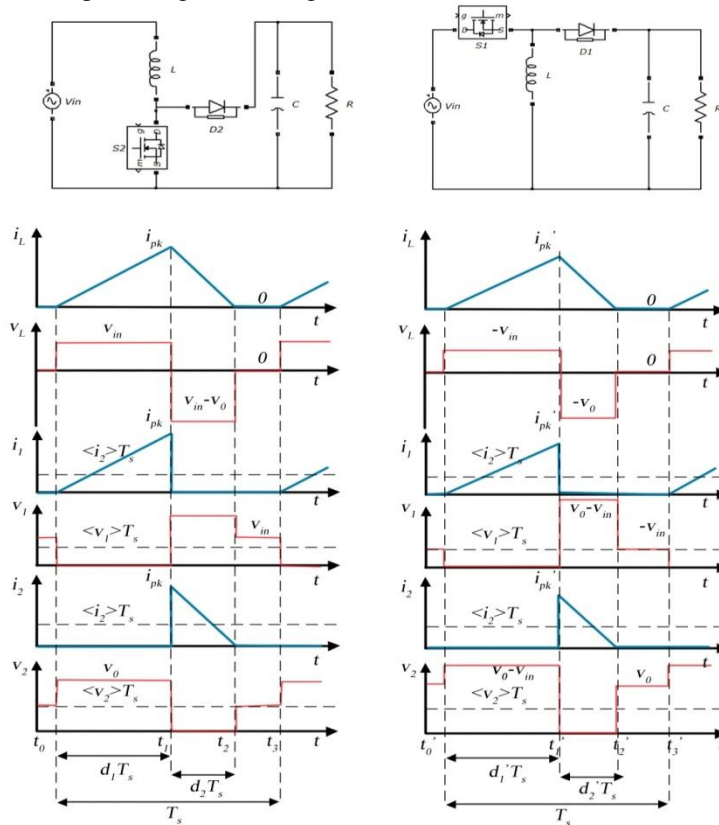 g m
D S
S1
D1
L
L
Vin
C
R
D2
S2
g
D
m
S
Vin
C
R
i_L
i_pk
0
t
i_L
i_pk'
0
t
v_L
v_in
0
t
v_in-v_0
v_L
-v_in
0
t
-v_0
i_1
i_pk
<i_2>T_s
t
i_1
i_pk'
<i_2>T_s
t
v_1
<v_1>T_s
v_in
t
v_1
<v_1>T_s
v_0-v_in
-v_in
t
i_2
i_pk
<i_2>T_s
t
i_2
i_pk'
<i_2>T_s
t
v_2
v_0
<v_2>T_s
v_2
v_0-v_in
<v_2>T_s
v_0
t_0 t_1 t_2 t_3 t
t_0' t_1' t_2' t_3' t
d_1T_s
d_2T_s
T_s
d_1'T_s
d_2'T_s
T_s